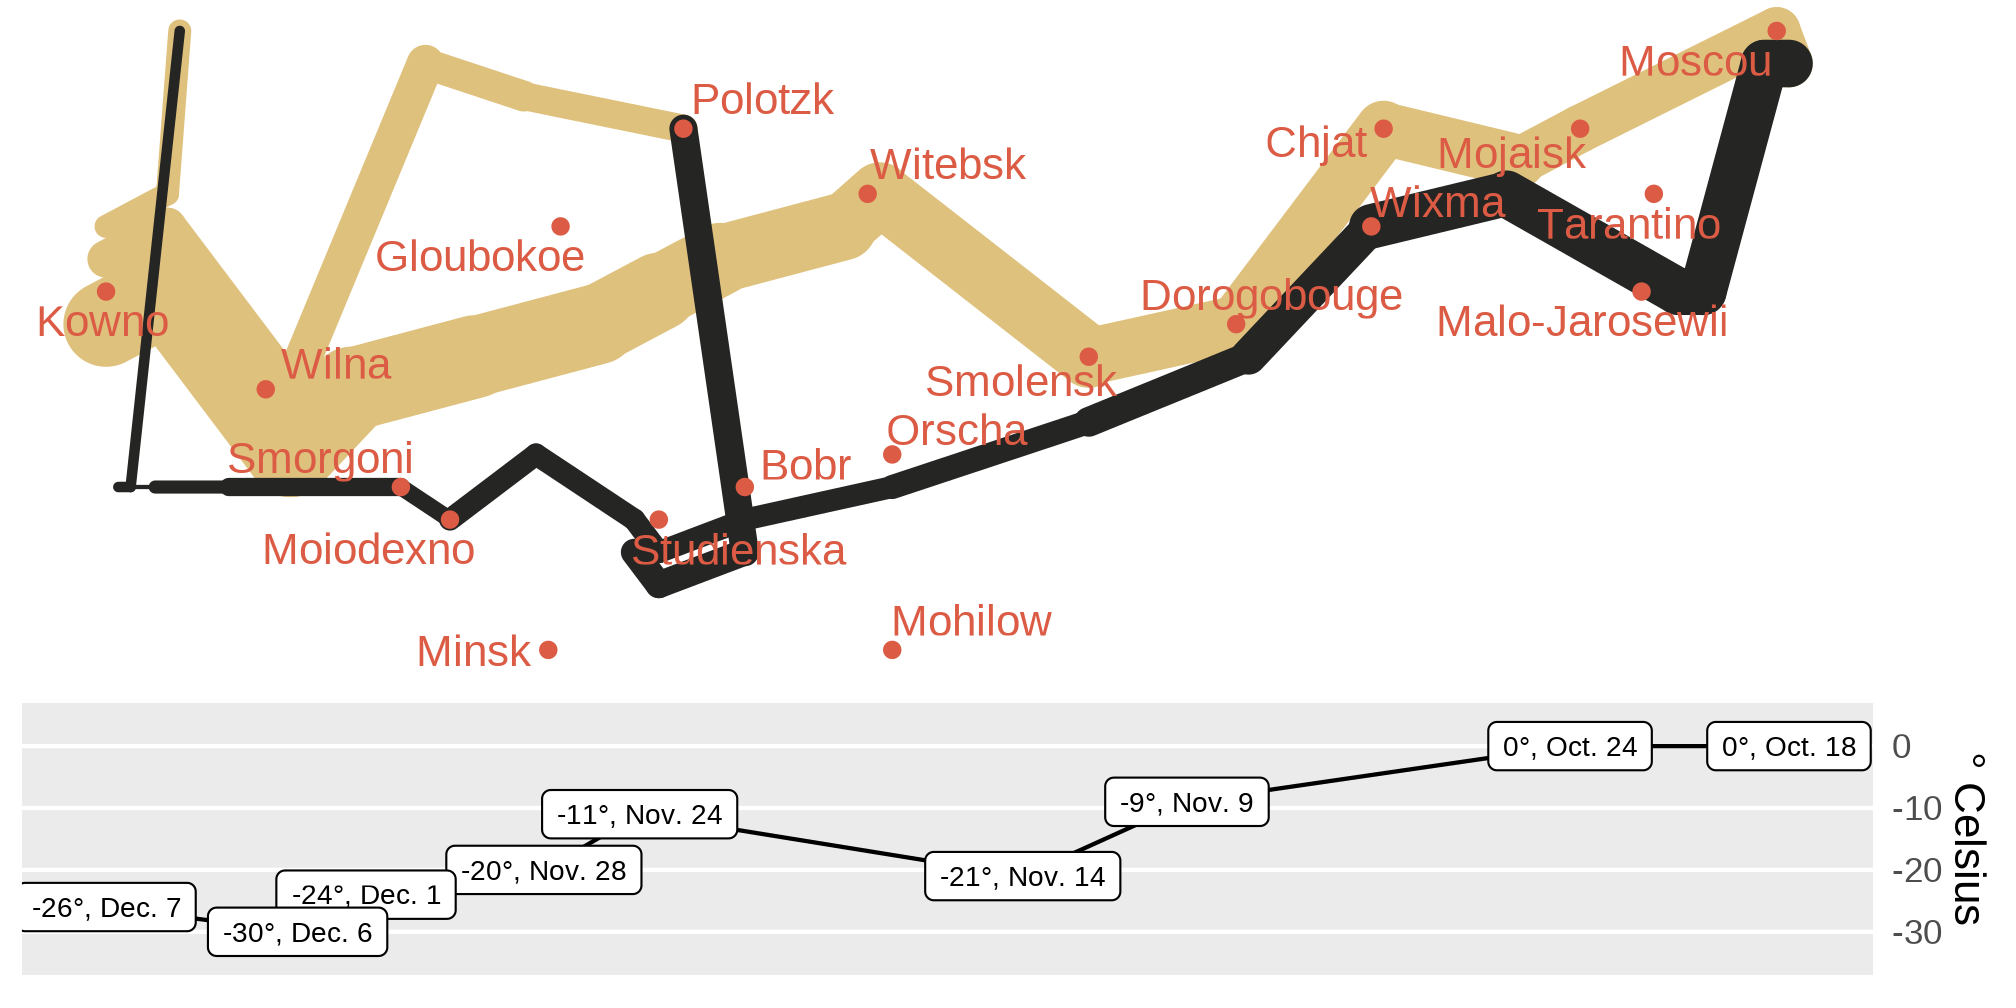 Moscou
Polotzk
Chjat
Mojaisk
Witebsk
Wixma
Tarantino
Gloubokoe
Dorogobouge
Kowno
Malo-Jarosewii
Wilna
Smolensk
Orscha
Smorgoni
Bobr
Moiodexno
Studienska
Mohilow
Minsk
0°, Oct. 24
0°, Oct. 18
0
-9°, Nov. 9
-11°, Nov. 24
-10
-20°, Nov. 28
-21°, Nov. 14
-20
-24°, Dec. 1
-26°, Dec. 7
-30°, Dec. 6
-30
° Celsius